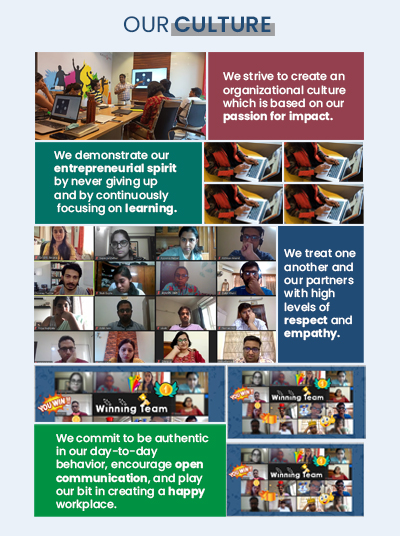 OUR CULTURE
We strive to create an
organizational culture
which is based on our
passion for impact.
We demonstrate our
entrepreneurial spirit
by never giving up
and by continuously
focusing on learning.
We treat one
another and
our partners
with high
levels of
respect and
empathy.
YOU WIN
Winning Team
YOU WIN
Winning Team
We commit to be authentic
in our day-to-day
behavior, encourage open
communication, and play
our bit in creating a happy
workplace.
YOU WIN
Winning Team